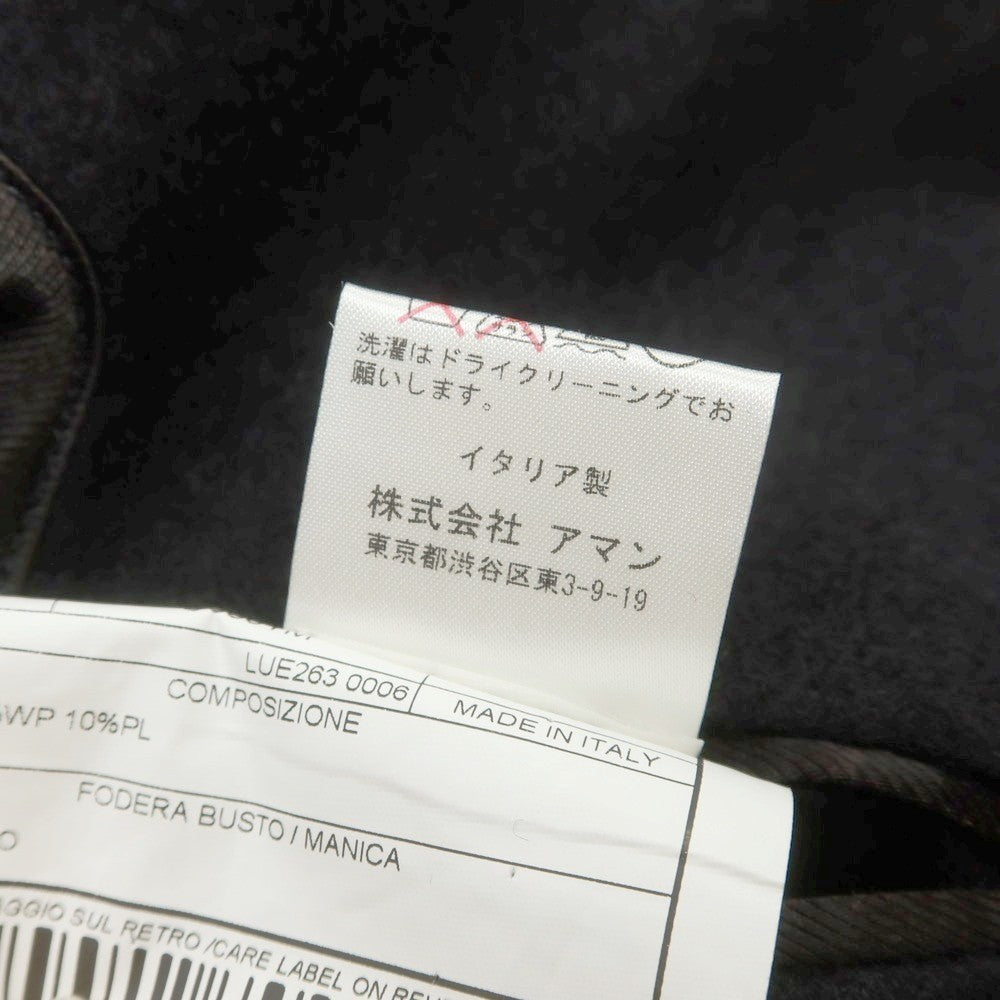 洗濯はドライクリーニングでお
願いします。
イタリア製
株式会社 アマン
東京都渋谷区東3-9-19
LUE263 0006
MADE IN ITALY
COMPOSIZIONE
WP 10%PL
FODERA BUSTO / MANICA
SUL RETRO /CARE LABEL ON